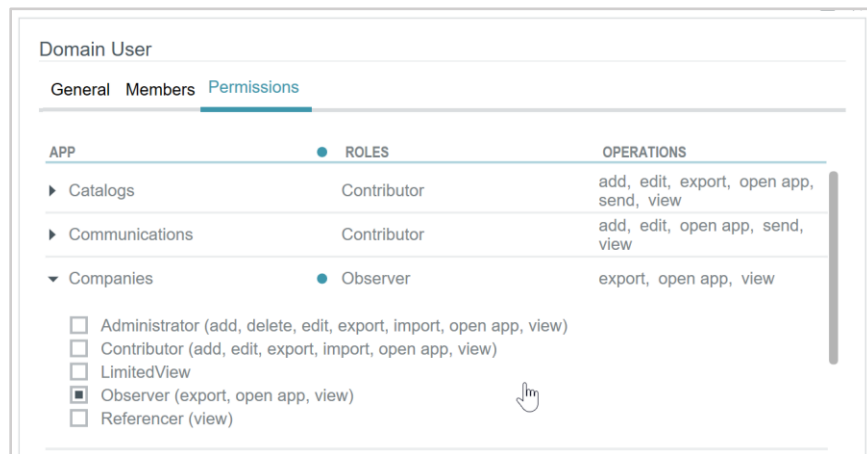 Domain User
General Members Permissions
APP ROLES OPERATIONS
Catalogs Contributor add, edit, export, open app,
send, view
Communications Contributor add, edit, open app, send,
view
Companies Observer export, open app, view
Administrator (add, delete, edit, export, import, open app, view)
Contributor (add, edit, export, import, open app, view)
LimitedView
Observer (export, open app, view)
Referencer (view)